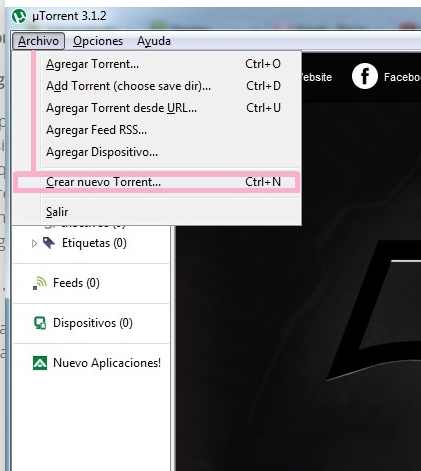 µTorrent 3.1.2
Archivo Opciones Ayuda
Agregar Torrent... Ctrl+O
Add Torrent (choose save dir)... Ctrl+D
Agregar Torrent desde URL... Ctrl+U
Agregar Feed RSS...
Agregar Dispositivo...
Crear nuevo Torrent... Ctrl+N
Salir
Etiquetas (0)
Feeds (0)
Dispositivos (0)
Nuevo Aplicaciones!
ebsite
Facebo